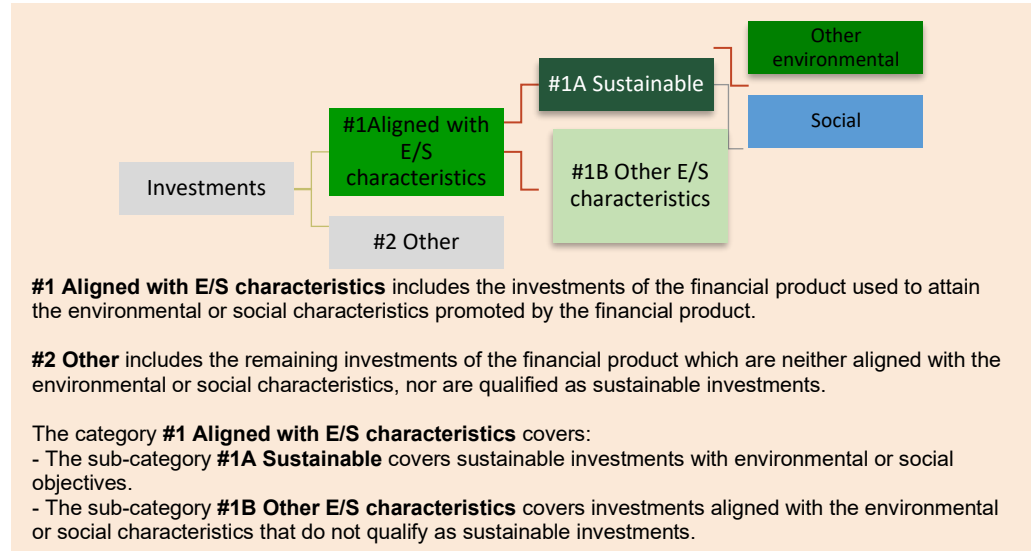 Other
environmental
#1A Sustainable
Social
#1Aligned with
E/S
characteristics
#1B Other E/S
characteristics
Investments
#2 Other
#1 Aligned with E/S characteristics includes the investments of the financial product used to attain
the environmental or social characteristics promoted by the financial product.
#2 Other includes the remaining investments of the financial product which are neither aligned with the
environmental or social characteristics, nor are qualified as sustainable investments.
The category #1 Aligned with E/S characteristics covers:
- The sub-category #1A Sustainable covers sustainable investments with environmental or social
objectives.
- The sub-category #1B Other E/S characteristics covers investments aligned with the environmental
or social characteristics that do not qualify as sustainable investments.